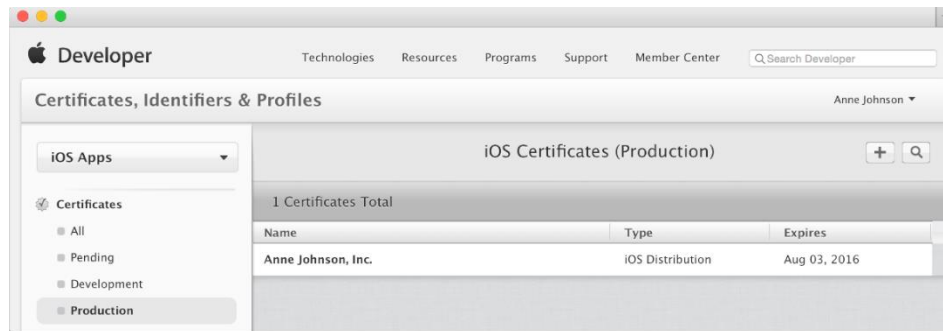 Developer
Technologies Resources Programs Support Member Center Search Developer
Certificates, Identifiers & Profiles Anne Johnson
iOS Apps
iOS Certificates (Production)
Certificates
1 Certificates Total
All
Name Type Expires
Pending
Anne Johnson, Inc. iOS Distribution Aug 03, 2016
Development
Production